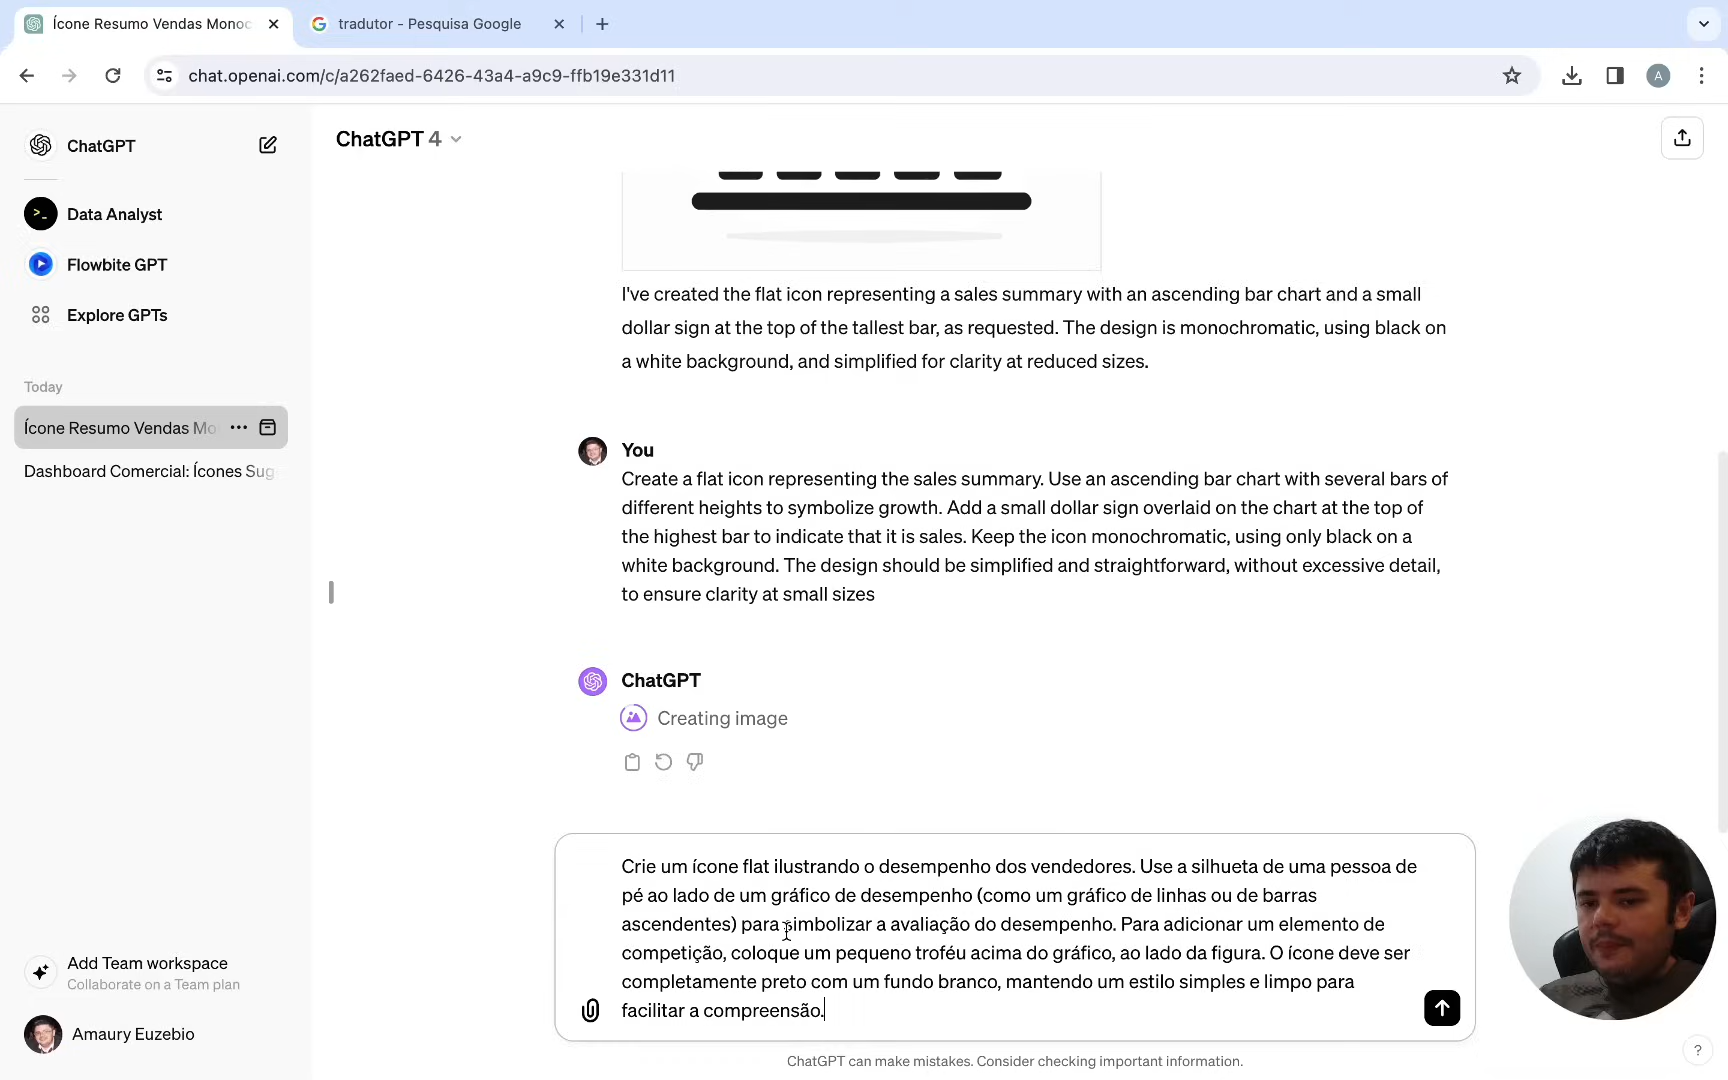 Ícone Resumo Vendas Monoc
tradutor - Pesquisa Google
chat.openai.com/c/a262faed-6426-43a4-a9c9-ffb19e331d11
A
ChatGPT
Data Analyst
Flowbite GPT
Explore GPTs
Today
Ícone Resumo Vendas Mo
Dashboard Comercial: Ícones Sug
Add Team workspace
Collaborate on a Team plan
Amaury Euzebio
ChatGPT 4
I've created the flat icon representing a sales summary with an ascending bar chart and a small
dollar sign at the top of the tallest bar, as requested. The design is monochromatic, using black on
a white background, and simplified for clarity at reduced sizes.
You
Create a flat icon representing the sales summary. Use an ascending bar chart with several bars of
different heights to symbolize growth. Add a small dollar sign overlaid on the chart at the top of
the highest bar to indicate that it is sales. Keep the icon monochromatic, using only black on a
white background. The design should be simplified and straightforward, without excessive detail,
to ensure clarity at small sizes
ChatGPT
Creating image
Crie um ícone flat ilustrando o desempenho dos vendedores. Use a silhueta de uma pessoa de
pé ao lado de um gráfico de desempenho (como um gráfico de linhas ou de barras
ascendentes) para simbolizar a avaliação do desempenho. Para adicionar um elemento de
competição, coloque um pequeno troféu acima do gráfico, ao lado da figura. O ícone deve ser
completamente preto com um fundo branco, mantendo um estilo simples e limpo para
facilitar a compreensão.
ChatGPT can make mistakes. Consider checking important information.
?